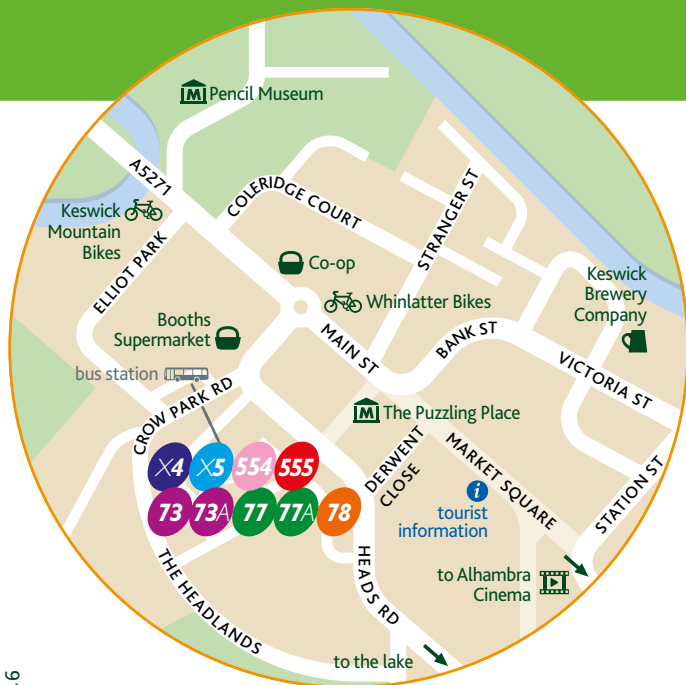 M Pencil Museum
A5271
COLERIDGE COURT
STRANGER ST
Keswick
Mountain
Bikes
ELLIOT PARK
Co-op
Whinlatter Bikes
Keswick
Brewery
Company
Booths
Supermarket
MAIN ST
BANK ST
VICTORIA ST
bus station
CROW PARK RD
M The Puzzling Place
DERWENT
CLOSE
MARKET SQUARE
STATION ST
X4 X5 554 555
73 73A 77 77A 78
i
tourist
information
to Alhambra
Cinema
THE HEADLANDS
HEADS RD
to the lake